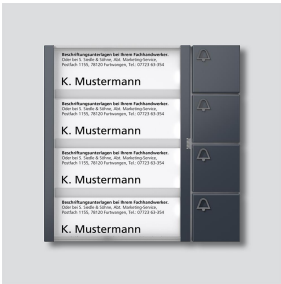 Beschriftungsunterlagen bei Ihrem Fachhandwerker.
Oder bei S. Siedle & Söhne, Abt. Marketing-Service,
Postfach 1155, 78120 Furtwangen, Tel.: 07723 63-354
K. Mustermann
Beschriftungsunterlagen bei Ihrem Fachhandwerker.
Oder bei S. Siedle & Söhne, Abt. Marketing-Service,
Postfach 1155, 78120 Furtwangen, Tel.: 07723 63-354
K. Mustermann
Beschriftungsunterlagen bei Ihrem Fachhandwerker.
Oder bei S. Siedle & Söhne, Abt. Marketing-Service,
Postfach 1155, 78120 Furtwangen, Tel.: 07723 63-354
K. Mustermann
Beschriftungsunterlagen bei Ihrem Fachhandwerker.
Oder bei S. Siedle & Söhne, Abt. Marketing-Service,
Postfach 1155, 78120 Furtwangen, Tel.: 07723 63-354
K. Mustermann